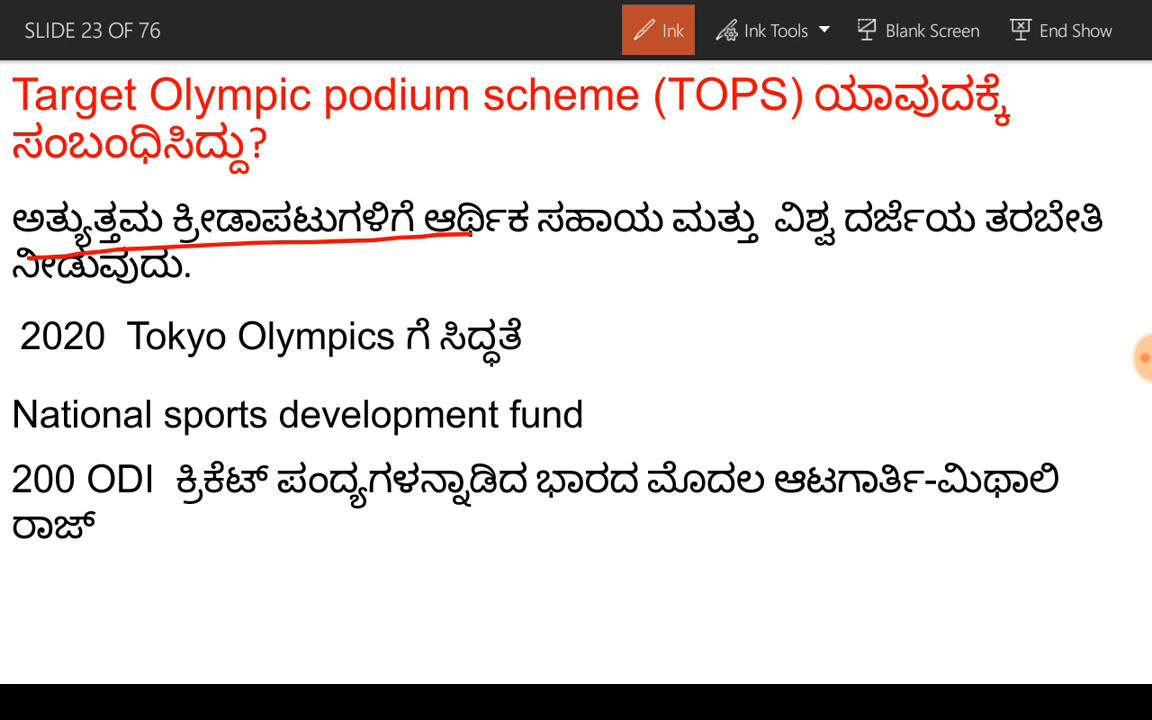 SLIDE 23 OF 76
Ink
Ink Tools
Blank Screen
End Show
Target Olympic podium scheme (TOPS) ಯಾವುದಕ್ಕೆ
ಸಂಬಂಧಿಸಿದ್ದು?
ಅತ್ಯುತ್ತಮ ಕ್ರೀಡಾಪಟುಗಳಿಗೆ ಆರ್ಥಿಕ ಸಹಾಯ ಮತ್ತು ವಿಶ್ವ ದರ್ಜೆಯ ತರಬೇತಿ
ನೀಡುವುದು.
2020 Tokyo Olympics ಗೆ ಸಿದ್ಧತೆ
National sports development fund
200 ODI ಕ್ರಿಕೆಟ್ ಪಂದ್ಯಗಳನ್ನಾಡಿದ ಭಾರದ ಮೊದಲ ಆಟಗಾರ್ತಿ-ಮಿಥಾಲಿ
ರಾಜ್